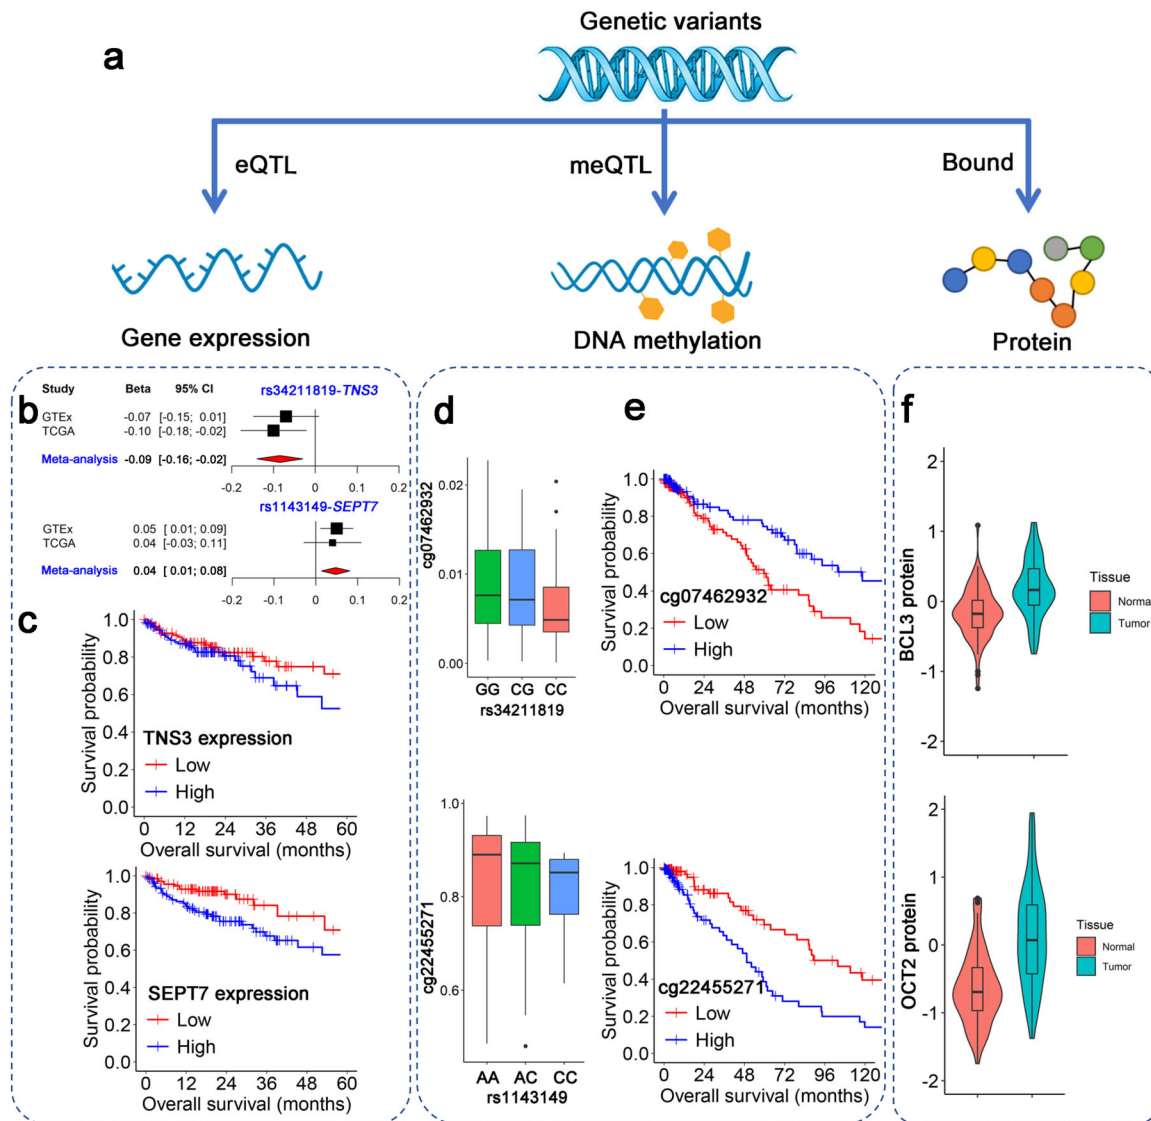 Genetic variants
a
eQTL
meQTL
Bound
Gene expression
DNA methylation
Protein
b
Study Beta 95% CI rs34211819-TNS3
GTEx -0.07 [-0.15; 0.01]
TCGA -0.10 [-0.18; -0.02]
Meta-analysis -0.09 [-0.16; -0.02]
-0.2 -0.1 0 0.1 0.2
rs1143149-SEPT7
GTEx 0.05 [ 0.01; 0.09]
TCGA 0.04 [-0.03; 0.11]
Meta-analysis 0.04 [ 0.01; 0.08]
-0.2 -0.1 0 0.1 0.2
c
Survival probability
1.0
0.8
0.6
0.4
0.2
0.0
TNS3 expression
Low
High
0 12 24 36 48 60
Overall survival (months)
Survival probability
1.0
0.8
0.6
0.4
0.2
0.0
SEPT7 expression
Low
High
0 12 24 36 48 60
Overall survival (months)
d
cg07462932
0.02
0.01
0.00
GG CG CC
rs34211819
cg22455271
1.0
0.8
0.6
AA AC CC
rs1143149
e
Survival probability
1.0
0.8
0.6
0.4
0.2
0.0
cg07462932
Low
High
0 24 48 72 96 120
Overall survival (months)
Survival probability
1.0
0.8
0.6
0.4
0.2
0.0
cg22455271
Low
High
0 24 48 72 96 120
Overall survival (months)
f
BCL3 protein
2
1
0
-1
-2
Tissue
Normal
Tumor
OCT2 protein
2
1
0
-1
-2
Tissue
Normal
Tumor